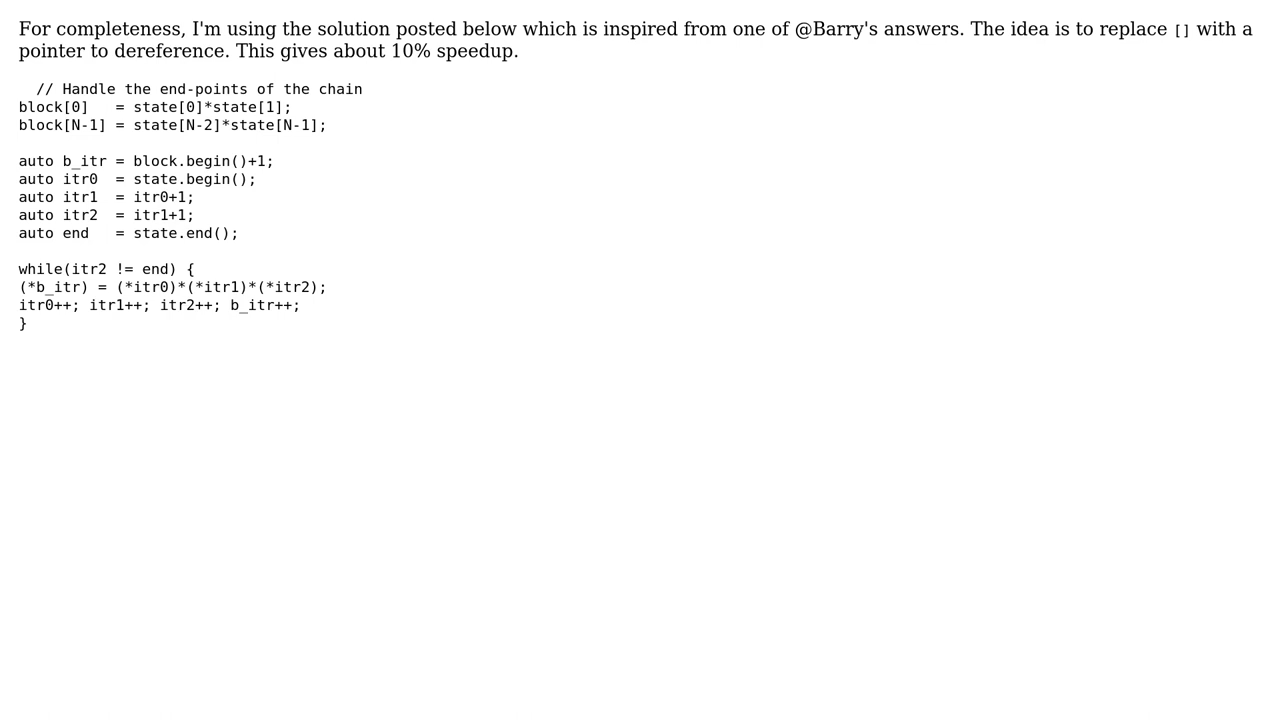 For completeness, I'm using the solution posted below which is inspired from one of @Barry's answers. The idea is to replace [] with a
pointer to dereference. This gives about 10% speedup.
  // Handle the end-points of the chain
block[0]   = state[0]*state[1];
block[N-1] = state[N-2]*state[N-1];
auto b_itr = block.begin()+1;
auto itr0  = state.begin();
auto itr1  = itr0+1;
auto itr2  = itr1+1;
auto end   = state.end();
while(itr2 != end) {
(*b_itr) = (*itr0)*(*itr1)*(*itr2);
itr0++; itr1++; itr2++; b_itr++;
}